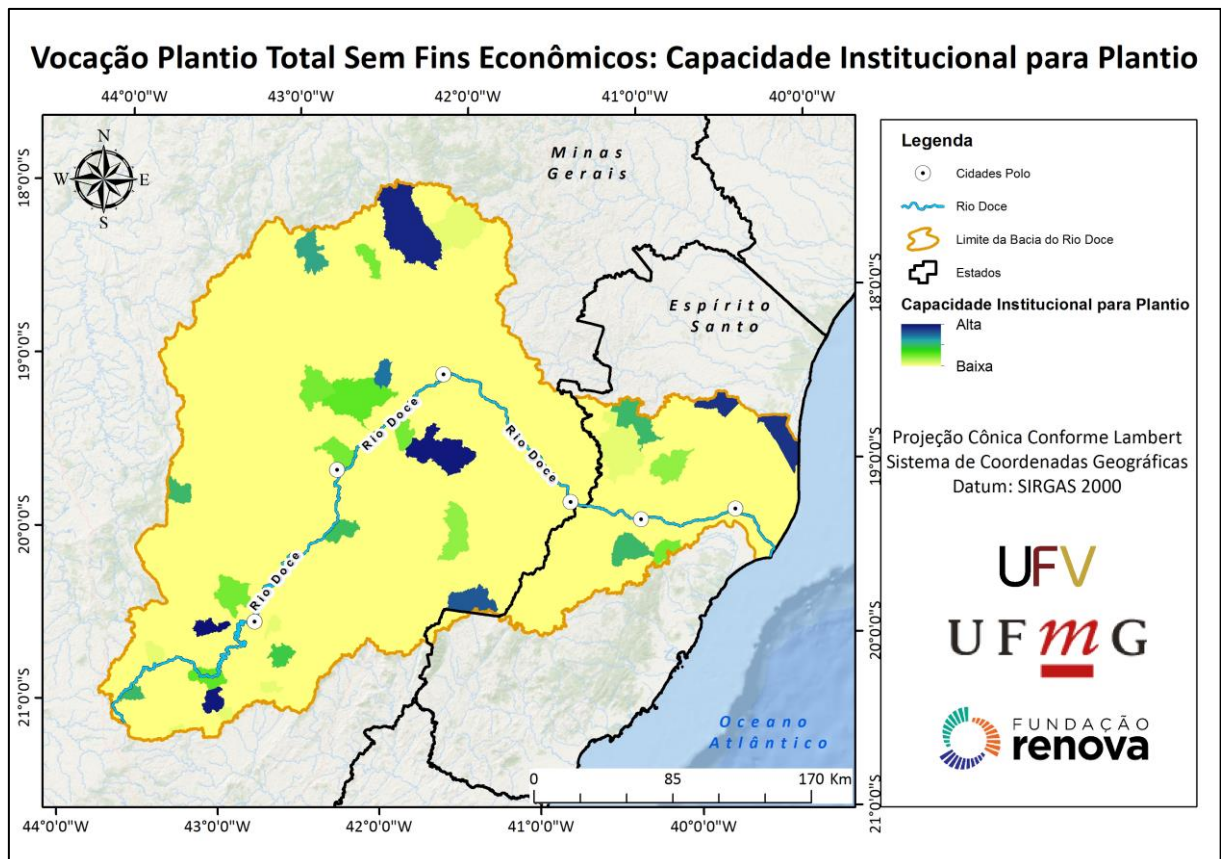 Vocação Plantio Total Sem Fins Econômicos: Capacidade Institucional para Plantio
44°0'0"W 43°0'0"W 42°0'0"W 41°0'0"W 40°0'0"W
N
W E
S
18°0'0"S
19°0'0"S
20°0'0"S
21°0'0"S
Minas
Gerais
Espírito
Santo
Rio Doce
Rio Doce
Rio Doce
Oceano
Atlântico
0 85 170 Km
18°0'0"S
19°0'0"S
20°0'0"S
21°0'0"S
44°0'0"W 43°0'0"W 42°0'0"W 41°0'0"W 40°0'0"W
Legenda
Cidades Polo
Rio Doce
Limite da Bacia do Rio Doce
Estados
Capacidade Institucional para Plantio
Alta
Baixa
Projeção Cônica Conforme Lambert
Sistema de Coordenadas Geográficas
Datum: SIRGAS 2000
UFV
UFmG
FUNDAÇÃO
renova